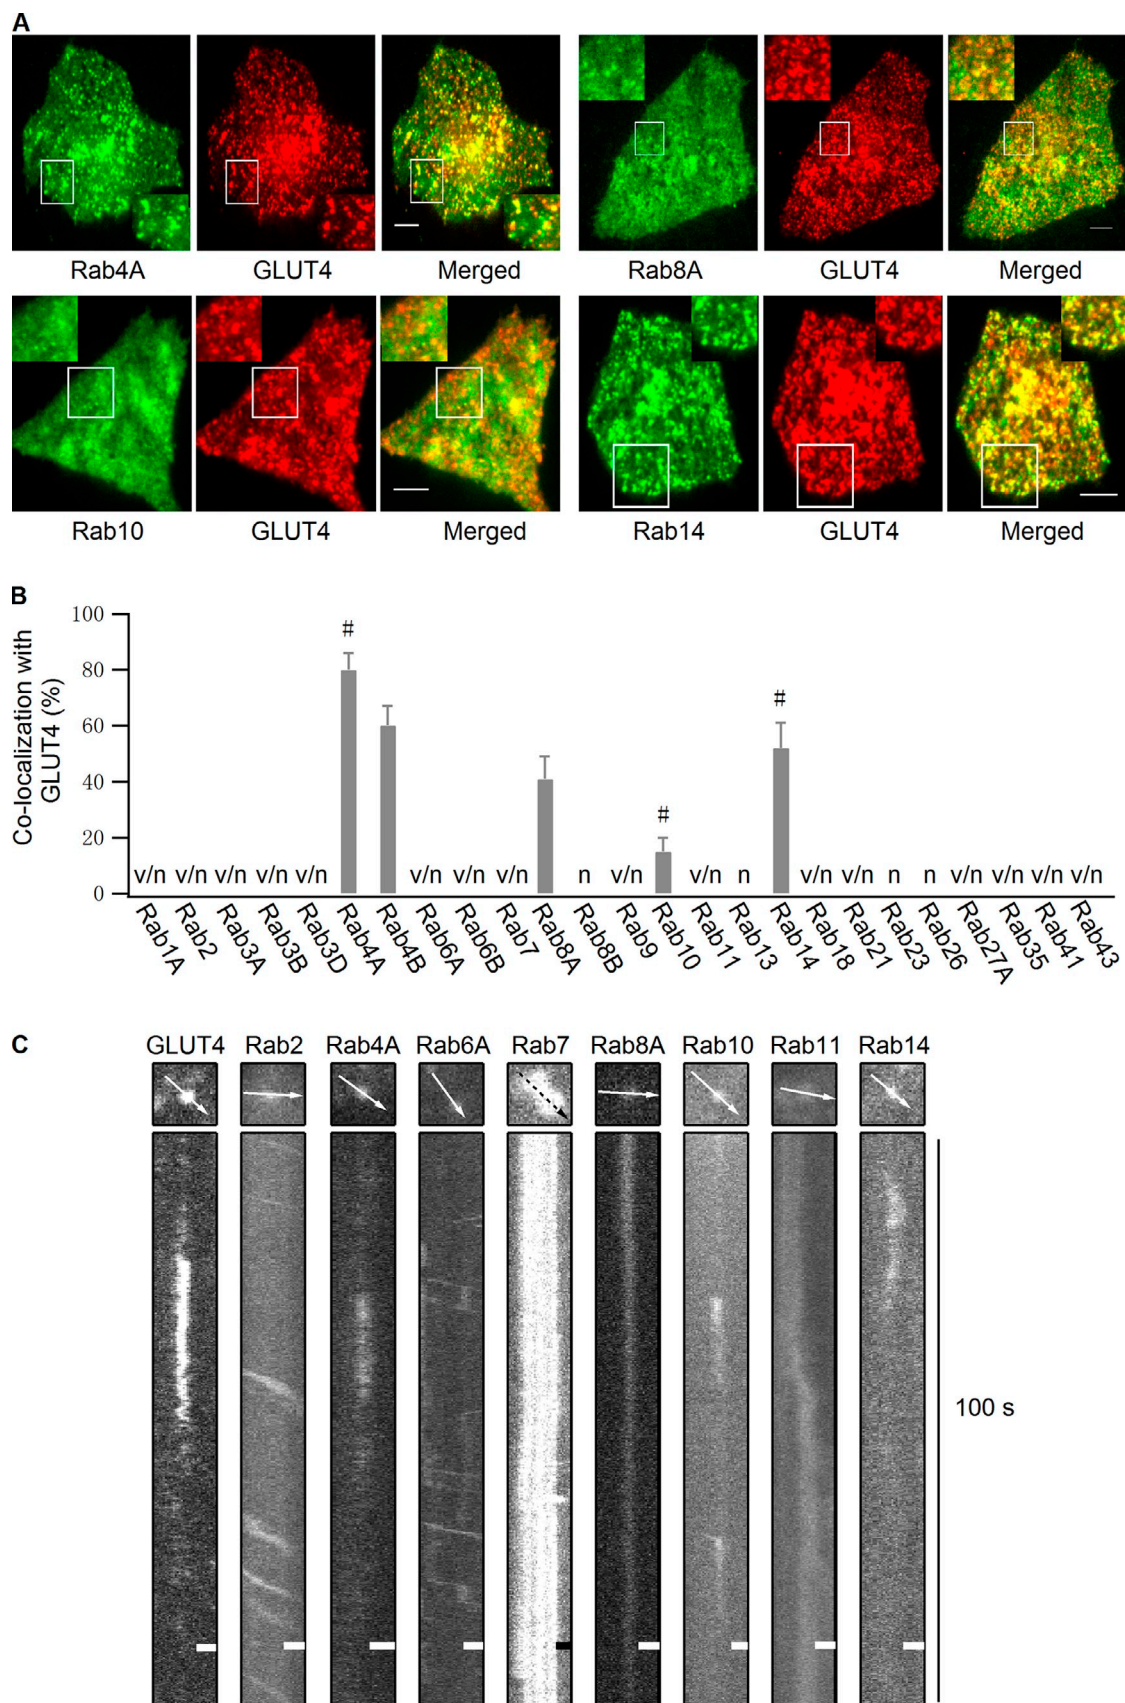 A
Rab4A GLUT4 Merged Rab8A GLUT4 Merged
Rab10 GLUT4 Merged Rab14 GLUT4 Merged
B
Co-localization with
GLUT4 (%)
100
80
60
40
20
0
# # #
v/n v/n v/n v/n v/n v/n v/n v/n n v/n v/n n v/n v/n n n v/n v/n v/n v/n
Rab1A Rab2 Rab3A Rab3B Rab3D Rab4A Rab4B Rab6A Rab6B Rab7 Rab8A Rab8B Rab9 Rab10 Rab11 Rab13 Rab14 Rab18 Rab21 Rab23 Rab26 Rab27A Rab35 Rab41 Rab43
C
GLUT4 Rab2 Rab4A Rab6A Rab7 Rab8A Rab10 Rab11 Rab14
100 s